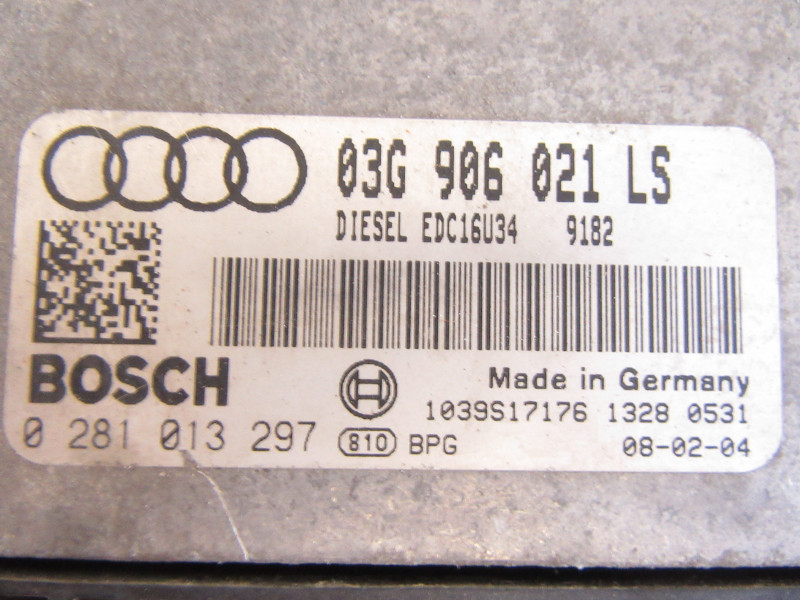 03G 906 021 LS
DIESEL EDC16U34 9182
BOSCH
Made in Germany
1039S17176 1328 0531
0 281 013 297 810 BPG 08-02-04